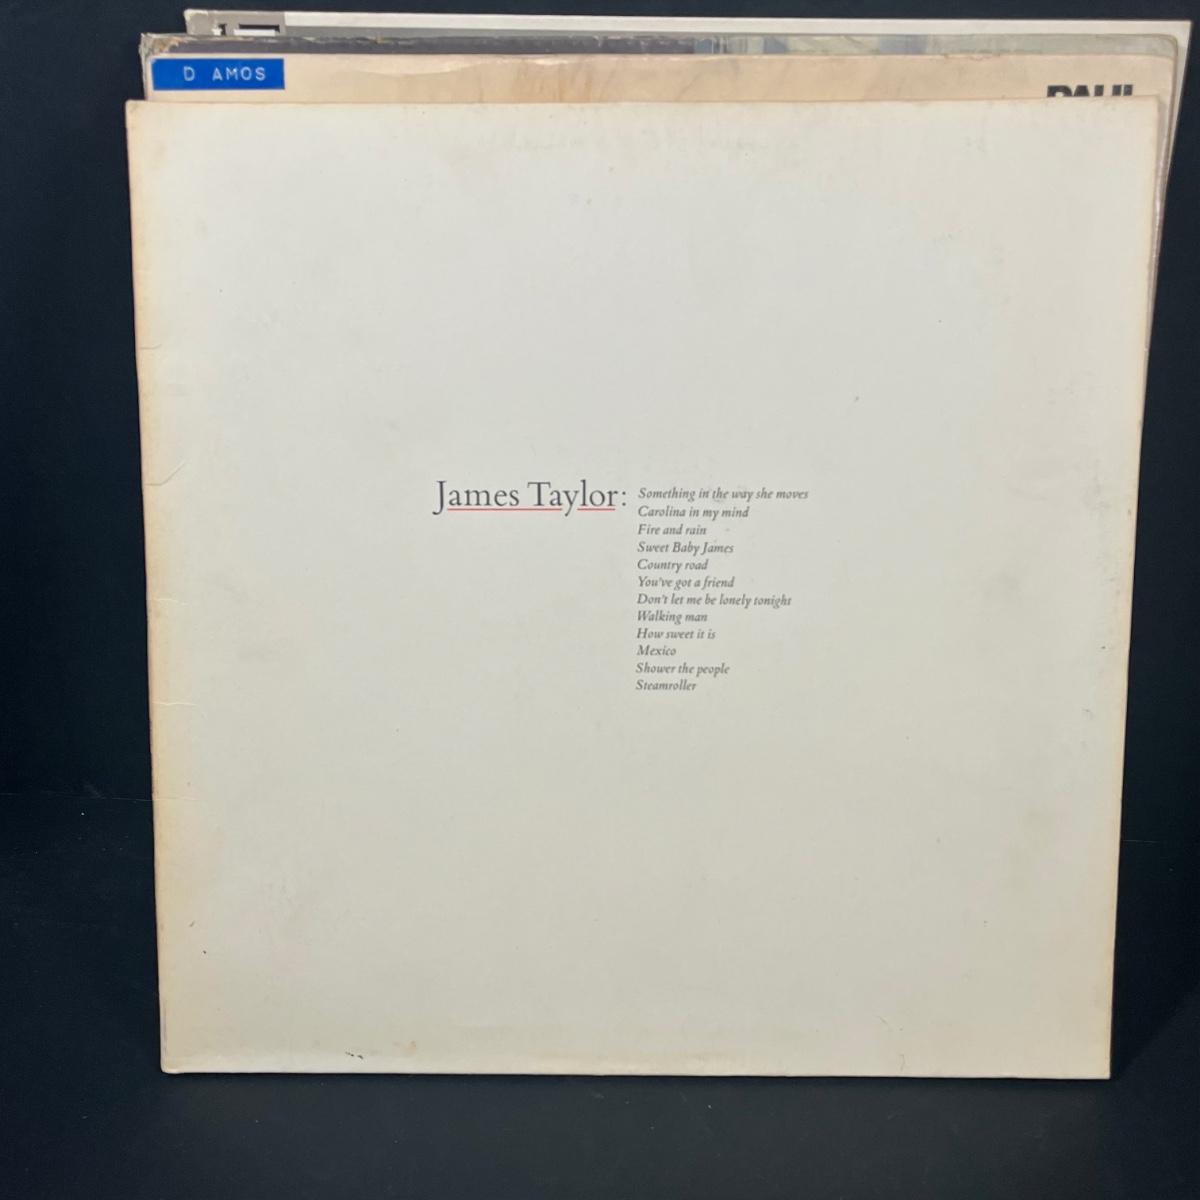 D AMOS
James Taylor:
Something in the way she moves
Carolina in my mind
Fire and rain
Sweet Baby James
Country road
You've got a friend
Don't let me be lonely tonight
Walking man
How sweet it is
Mexico
Shower the people
Steamroller